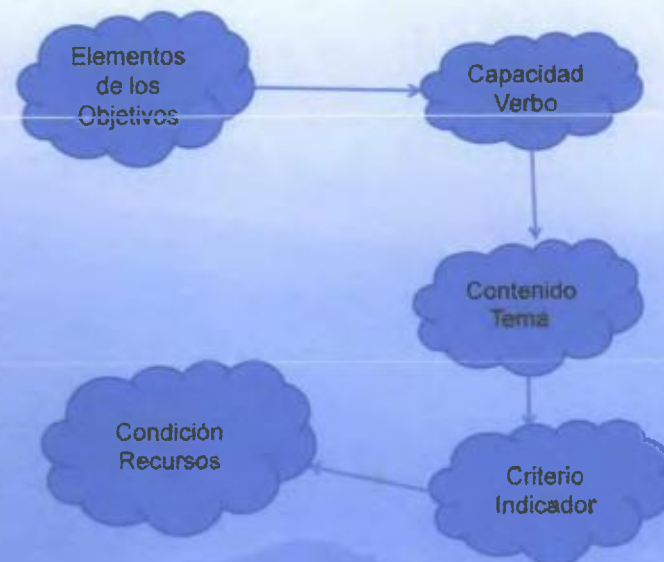 Elementos
de los
Objetivos
Capacidad
Verbo
Contenido
Tema
Criterio
Indicador
Condición
Recursos